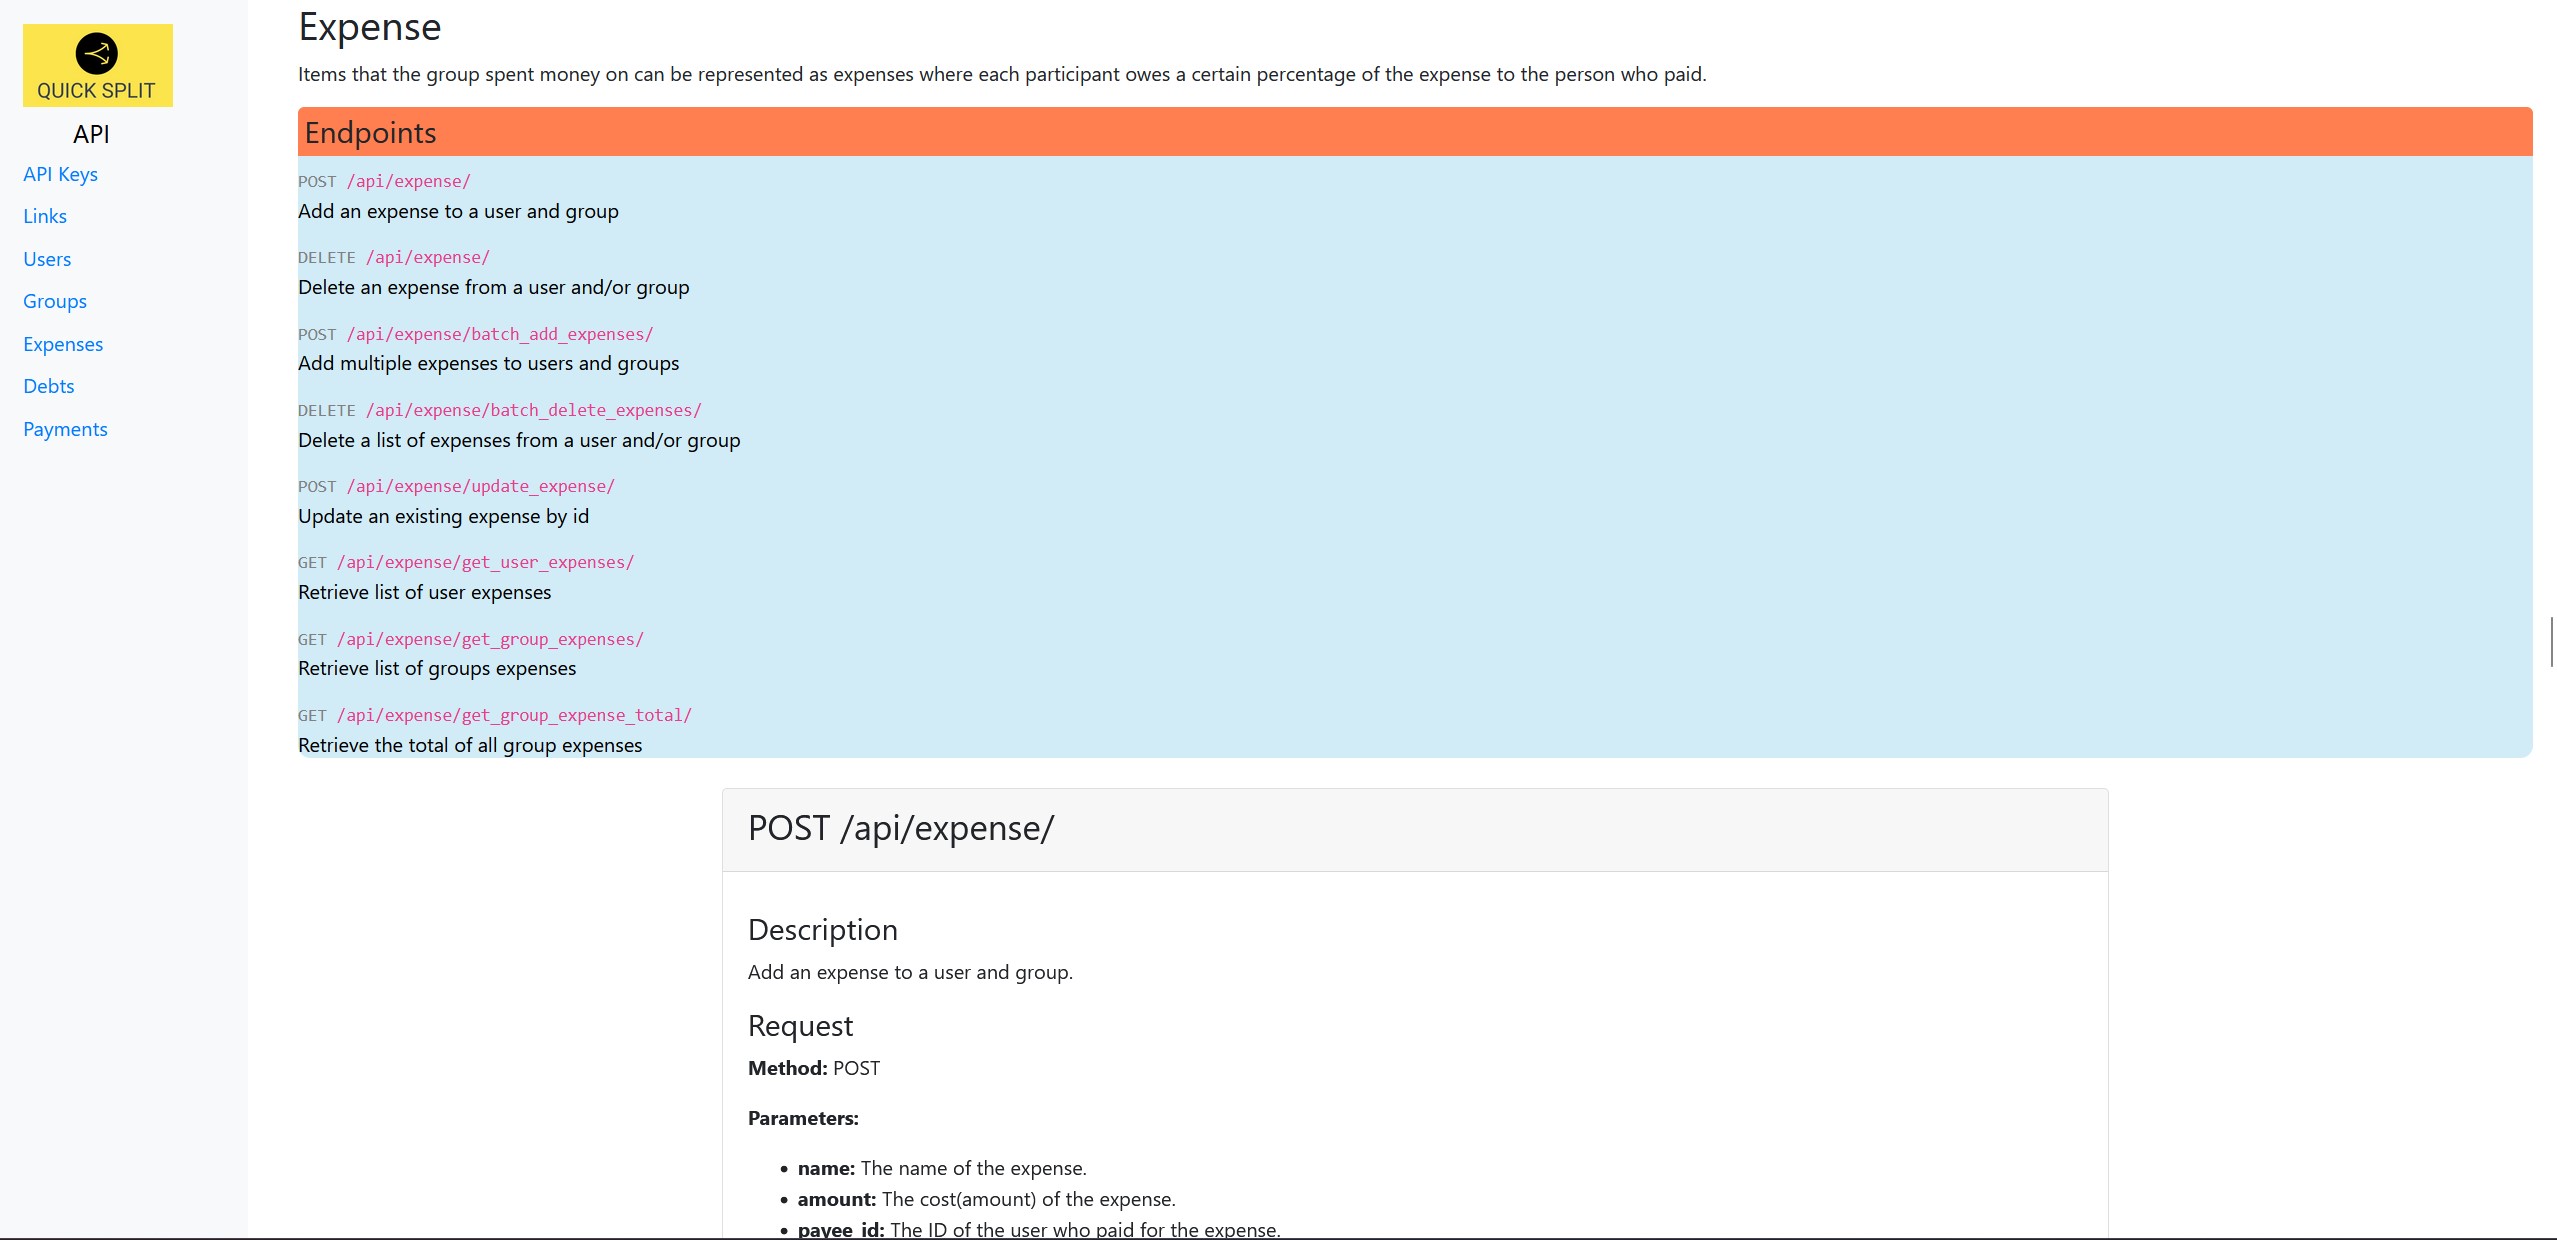 QUICK SPLIT
API
API Keys
Links
Users
Groups
Expenses
Debts
Payments
Expense
Items that the group spent money on can be represented as expenses where each participant owes a certain percentage of the expense to the person who paid.
Endpoints
POST /api/expense/
Add an expense to a user and group
DELETE /api/expense/
Delete an expense from a user and/or group
POST /api/expense/batch_add_expenses/
Add multiple expenses to users and groups
DELETE /api/expense/batch_delete_expenses/
Delete a list of expenses from a user and/or group
POST /api/expense/update_expense/
Update an existing expense by id
GET /api/expense/get_user_expenses/
Retrieve list of user expenses
GET /api/expense/get_group_expenses/
Retrieve list of groups expenses
GET /api/expense/get_group_expense_total/
Retrieve the total of all group expenses
POST /api/expense/
Description
Add an expense to a user and group.
Request
Method: POST
Parameters:
• name: The name of the expense.
• amount: The cost(amount) of the expense.
• payee_id: The ID of the user who paid for the expense.